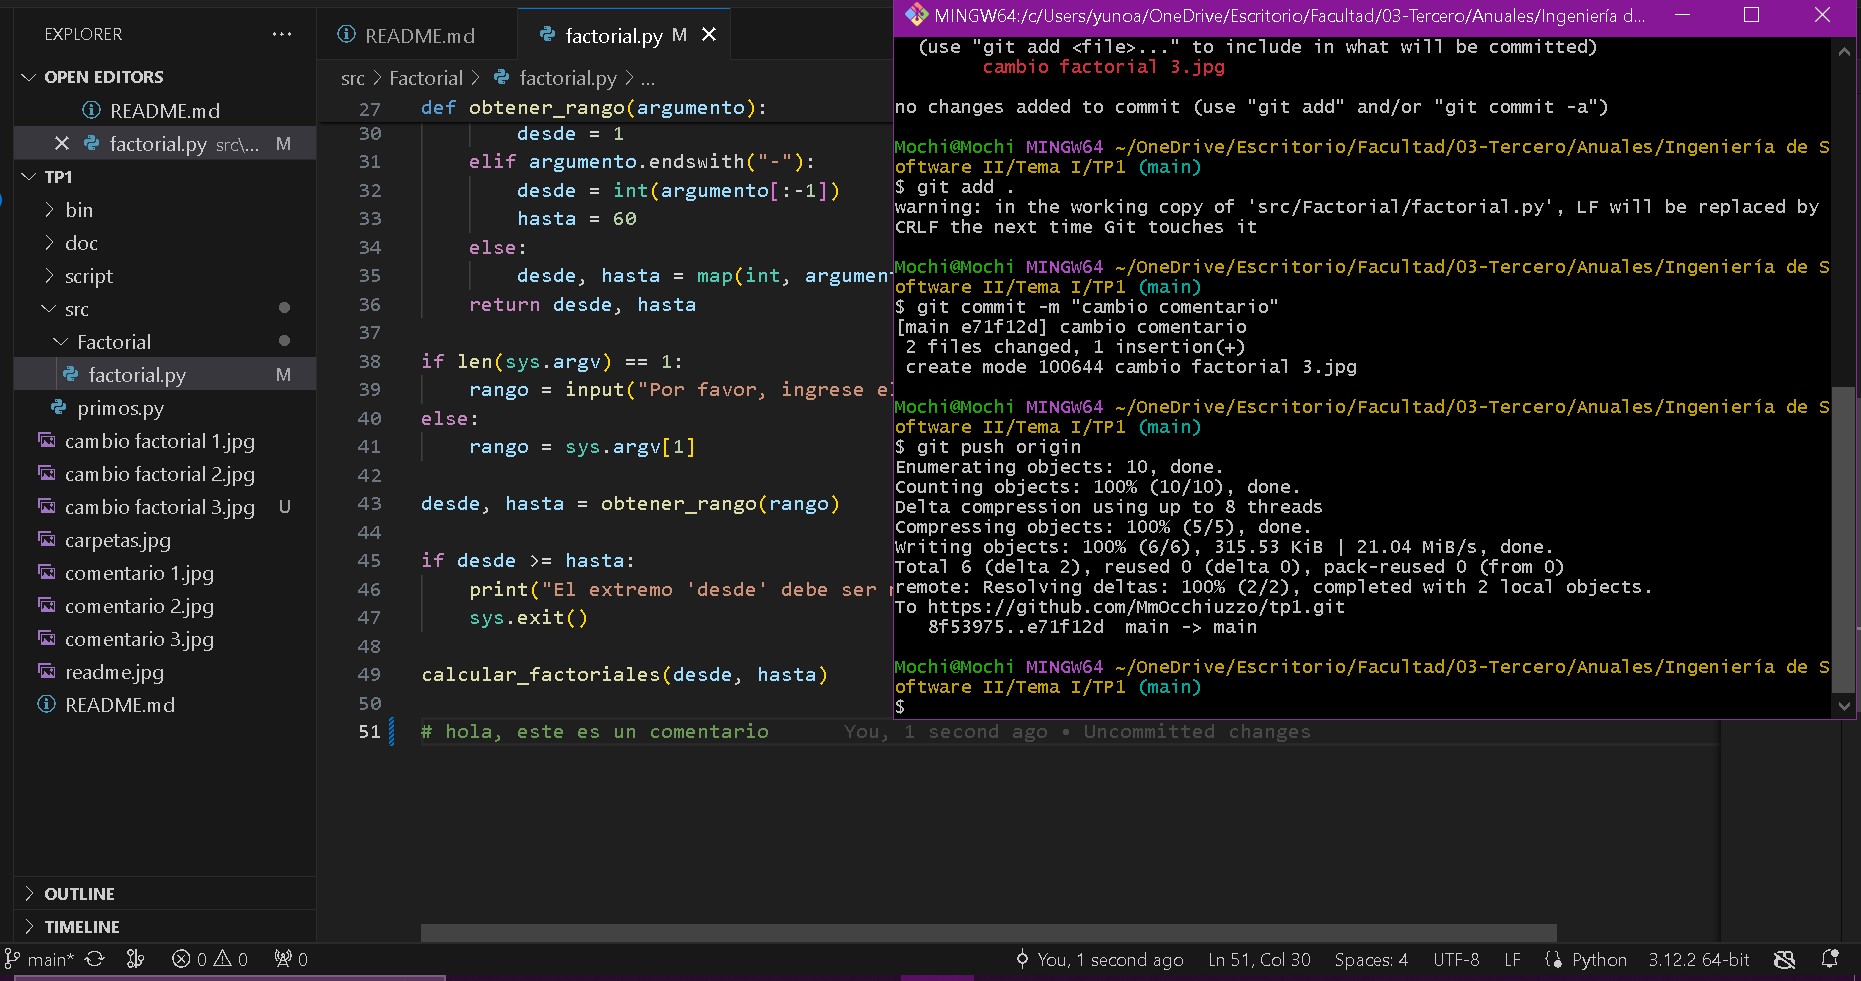 EXPLORER
OPEN EDITORS
README.md
factorial.py src\... M
TP1
bin
doc
script
src
Factorial
factorial.py M
primos.py
cambio factorial 1.jpg
cambio factorial 2.jpg
cambio factorial 3.jpg U
carpetas.jpg
comentario 1.jpg
comentario 2.jpg
comentario 3.jpg
readme.jpg
README.md
OUTLINE
TIMELINE
README.md
factorial.py M
src > Factorial > factorial.py > ...
27 def obtener_rango(argumento):
30 desde = 1
31 elif argumento.endswith("-"):
32 desde = int(argumento[:-1])
33 hasta = 60
34 else:
35 desde, hasta = map(int, argumen
36 return desde, hasta
37
38 if len(sys.argv) == 1:
39 rango = input("Por favor, ingrese el
40 else:
41 rango = sys.argv[1]
42
43 desde, hasta = obtener_rango(rango)
44
45 if desde >= hasta:
46 print("El extremo 'desde' debe ser
47 sys.exit()
48
49 calcular_factoriales(desde, hasta)
50
51 # hola, este es un comentario You, 1 second ago • Uncommitted changes
MINGW64:/c/Users/yunoa/OneDrive/Escritorio/Facultad/03-Tercero/Anuales/Ingeniería d...
(use "git add <file>..." to include in what will be committed)
cambio factorial 3.jpg
no changes added to commit (use "git add" and/or "git commit -a")
Mochi@Mochi MINGW64 ~/OneDrive/Escritorio/Facultad/03-Tercero/Anuales/Ingeniería de S
oftware II/Tema I/TP1 (main)
$ git add .
warning: in the working copy of 'src/Factorial/factorial.py', LF will be replaced by
CRLF the next time Git touches it
Mochi@Mochi MINGW64 ~/OneDrive/Escritorio/Facultad/03-Tercero/Anuales/Ingeniería de S
oftware II/Tema I/TP1 (main)
$ git commit -m "cambio comentario"
[main e71f12d] cambio comentario
2 files changed, 1 insertion(+)
create mode 100644 cambio factorial 3.jpg
Mochi@Mochi MINGW64 ~/OneDrive/Escritorio/Facultad/03-Tercero/Anuales/Ingeniería de S
oftware II/Tema I/TP1 (main)
$ git push origin
Enumerating objects: 10, done.
Counting objects: 100% (10/10), done.
Delta compression using up to 8 threads
Compressing objects: 100% (5/5), done.
Writing objects: 100% (6/6), 315.53 KiB | 21.04 MiB/s, done.
Total 6 (delta 2), reused 0 (delta 0), pack-reused 0 (from 0)
remote: Resolving deltas: 100% (2/2), completed with 2 local objects.
To https://github.com/MmOcchiuzzo/tp1.git
8f53975..e71f12d main -> main
Mochi@Mochi MINGW64 ~/OneDrive/Escritorio/Facultad/03-Tercero/Anuales/Ingeniería de S
oftware II/Tema I/TP1 (main)
$
main* 0 0 0 You, 1 second ago Ln 51, Col 30 Spaces: 4 UTF-8 LF Python 3.12.2 64-bit